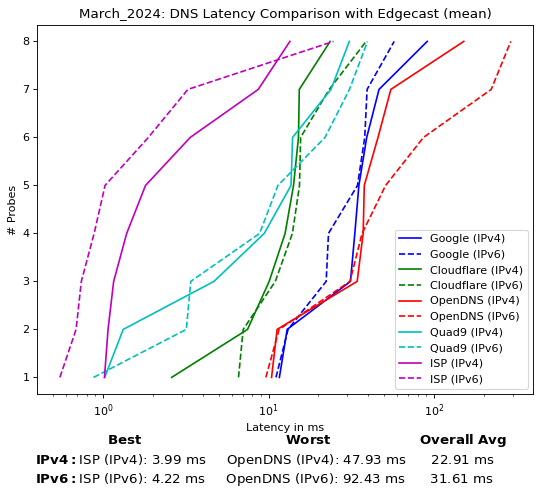 March_2024: DNS Latency Comparison with Edgecast (mean)
8
7
6
5
4
3
2
1
# Probes
Google (IPv4)
Google (IPv6)
Cloudflare (IPv4)
Cloudflare (IPv6)
OpenDNS (IPv4)
OpenDNS (IPv6)
Quad9 (IPv4)
Quad9 (IPv6)
ISP (IPv4)
ISP (IPv6)
10⁰ 10¹ 10²
Latency in ms
Best Worst Overall Avg
IPv4: ISP (IPv4): 3.99 ms OpenDNS (IPv4): 47.93 ms 22.91 ms
IPv6: ISP (IPv6): 4.22 ms OpenDNS (IPv6): 92.43 ms 31.61 ms